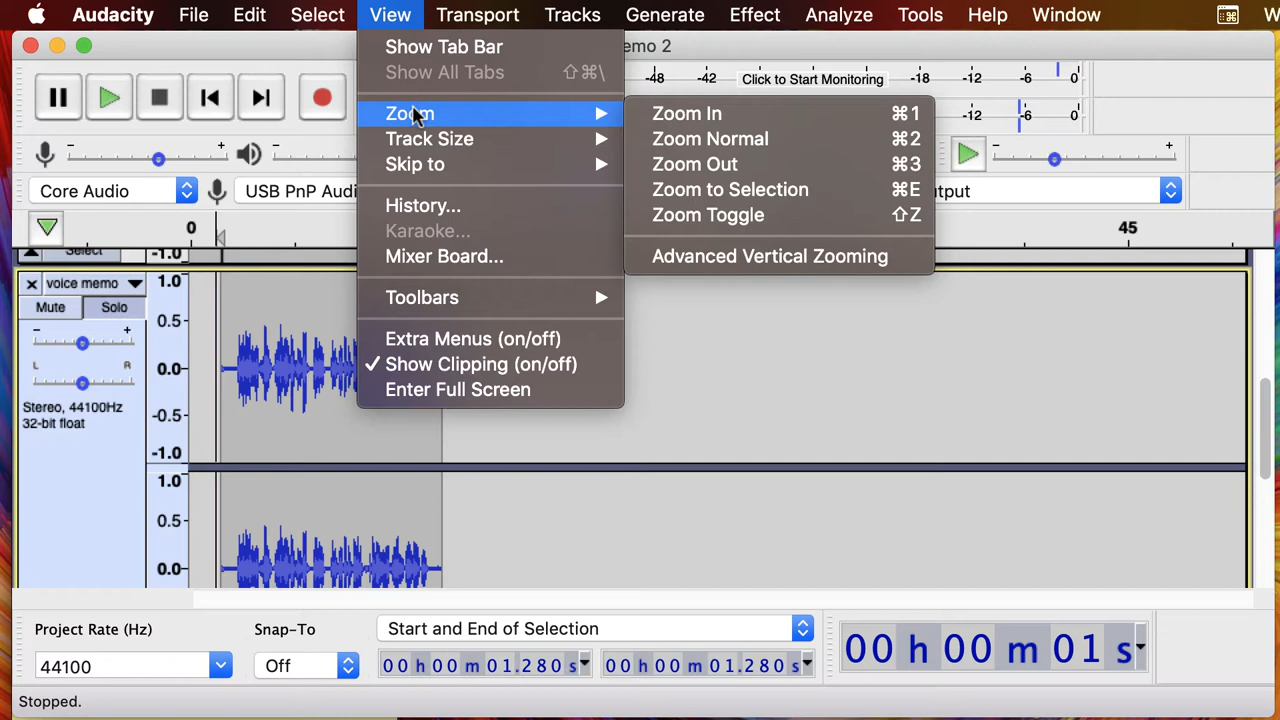 Audacity File Edit Select View Transport Tracks Generate Effect Analyze Tools Help Window
Show Tab Bar
Show All Tabs ⇧⌘\
Zoom
Track Size
Skip to
History...
Karaoke...
Mixer Board...
Toolbars
Extra Menus (on/off)
✓ Show Clipping (on/off)
Enter Full Screen
Zoom In ⌘1
Zoom Normal ⌘2
Zoom Out ⌘3
Zoom to Selection ⌘E
Zoom Toggle ⇧Z
Advanced Vertical Zooming
emo 2
-48 -42 Click to Start Monitoring -18 -12 -6 0
-12 -6 0
- + -
- +
Core Audio
USB PnP Audi
tput
0 45
Select -1.0
voice memo
Mute Solo
- +
L R
Stereo, 44100Hz
32-bit float
1.0
0.5-
0.0-
-0.5-
-1.0
1.0
0.5-
0.0-
Project Rate (Hz) Snap-To Start and End of Selection
44100 Off 00 h 00 m 01.280 s 00 h 00 m 01.280 s
00 h 00 m 01 s
Stopped.